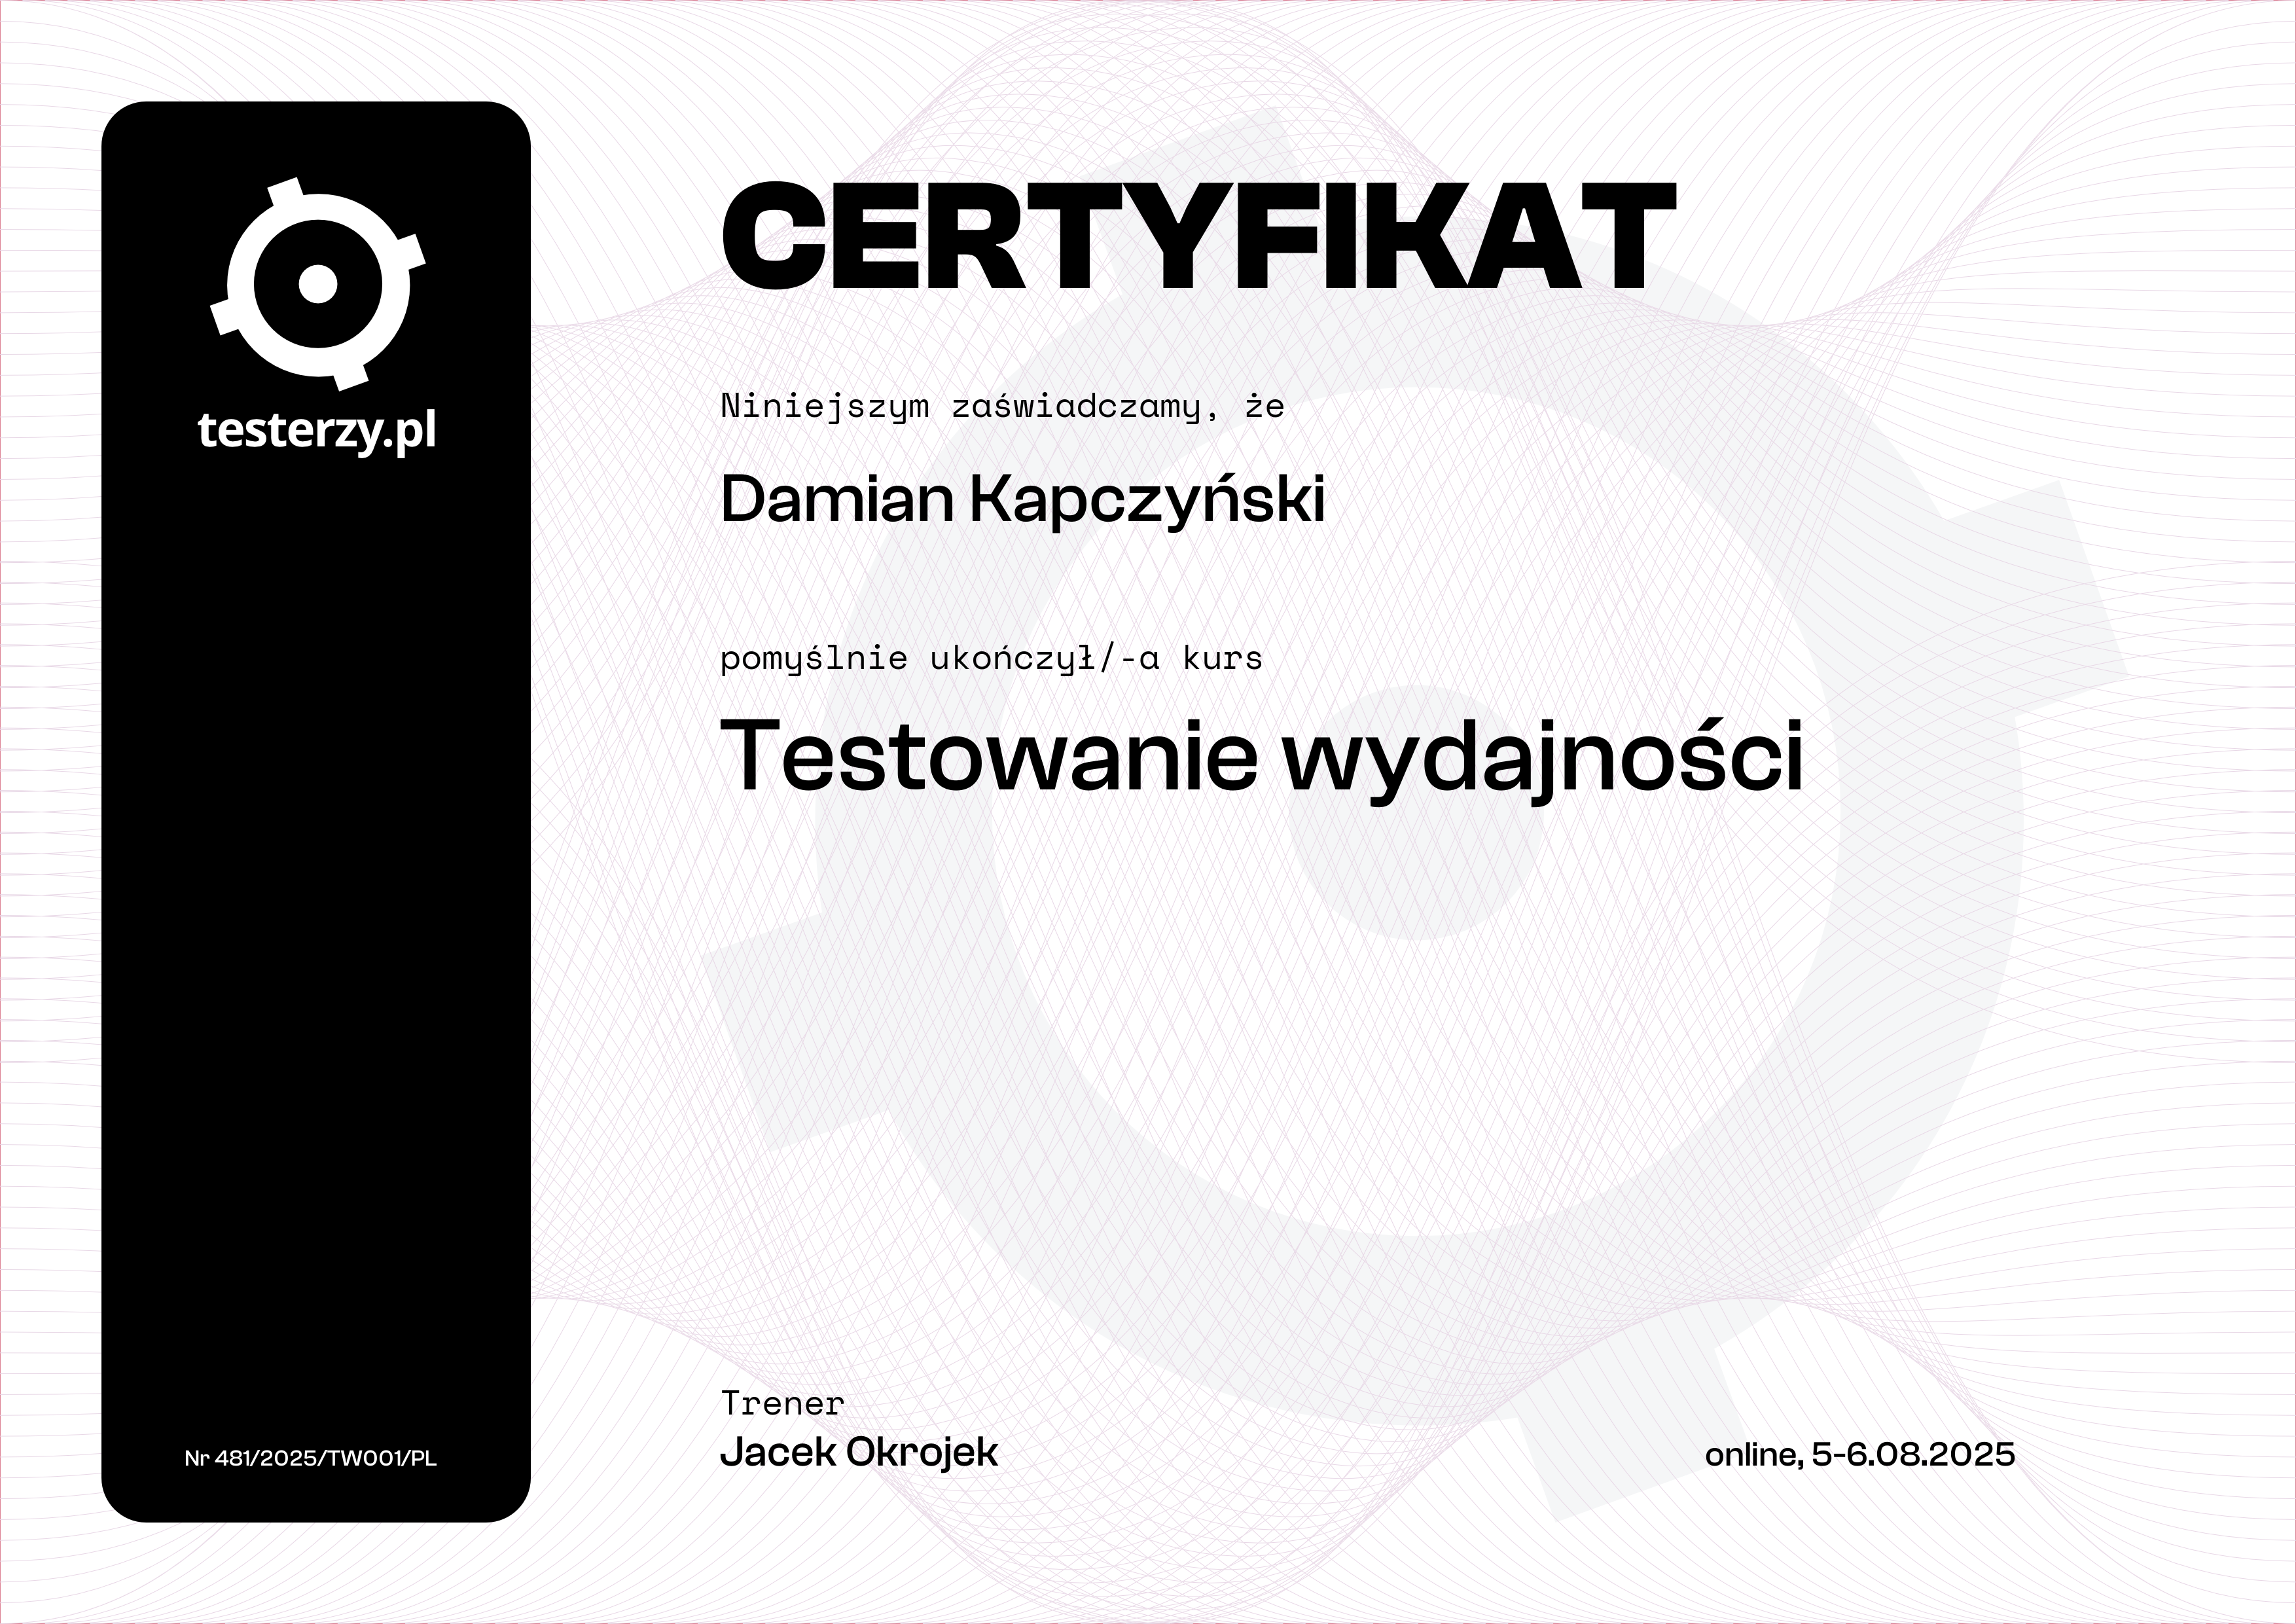 testerzy.pl
Nr 481/2025/TW001/PL
CERTYFIKAT
Niniejszym zaświadczamy, że
Damian Kapczyński
pomyślnie ukończył/-a kurs
Testowanie wydajności
Trener
Jacek Okrojek
online, 5-6.08.2025